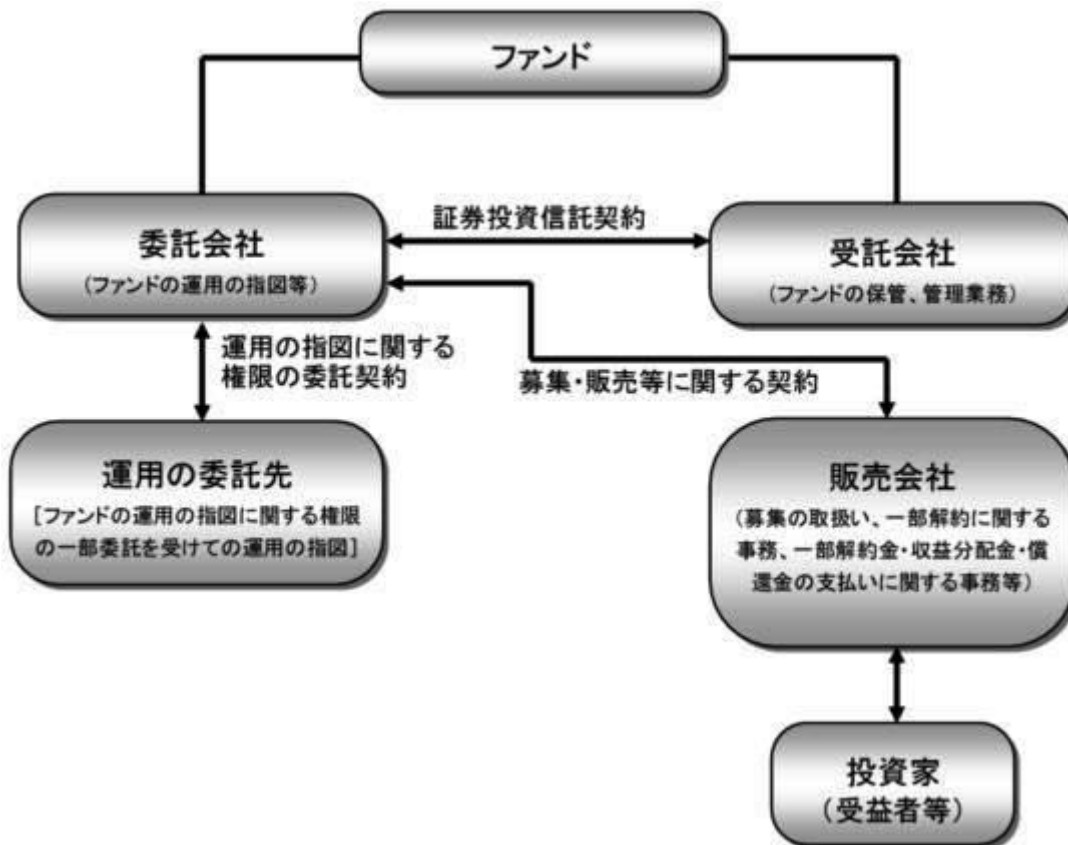 ファンド
委託会社
(ファンドの運用の指図等)
証券投資信託契約
受託会社
(ファンドの保管、管理業務)
運用の指図に関する
権限の委託契約
募集・販売等に関する契約
運用の委託先
[ファンドの運用の指図に関する権限
の一部委託を受けての運用の指図]
販売会社
(募集の取扱い、一部解約に関する
事務、一部解約金・収益分配金・償
還金の支払いに関する事務等)
投資家
(受益者等)